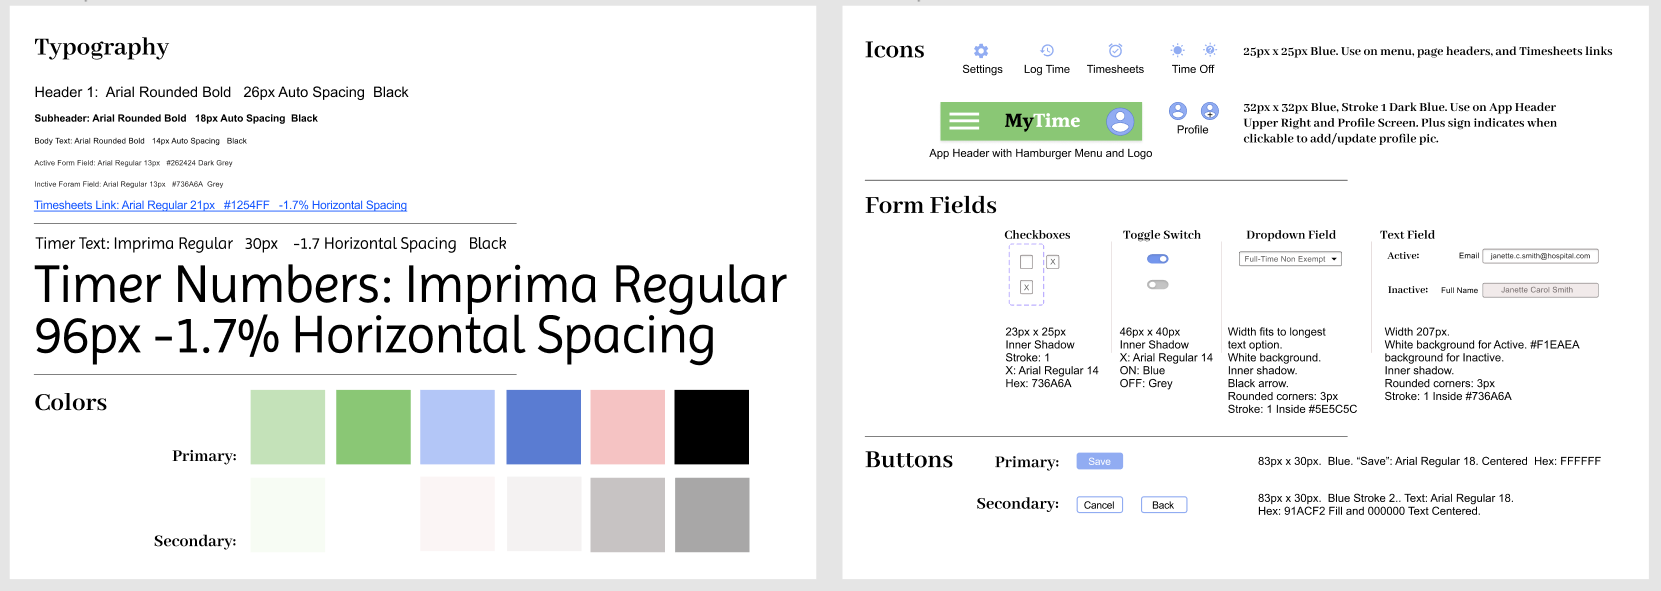 Typography
Header 1:  Arial Rounded Bold   26px Auto Spacing  Black
Subheader: Arial Rounded Bold   18px Auto Spacing  Black
Body Text: Arial Rounded Bold   14px Auto Spacing   Black
Active Form Field: Arial Regular 13px   #262424 Dark Grey
Inctive Foram Field: Arial Regular 13px   #736A6A  Grey
Timesheets Link: Arial Regular 21px   #1254FF   -1.7% Horizontal Spacing
Timer Text: Imprima Regular   30px   -1.7 Horizontal Spacing   Black
Timer Numbers: Imprima Regular
96px -1.7% Horizontal Spacing
Colors
Primary:
Secondary:
Icons
Settings
Log Time
Timesheets
Time Off
25px x 25px Blue. Use on menu, page headers, and Timesheets links
MyTime
App Header with Hamburger Menu and Logo
Profile
32px x 32px Blue, Stroke 1 Dark Blue. Use on App Header
Upper Right and Profile Screen. Plus sign indicates when
clickable to add/update profile pic.
Form Fields
Checkboxes
X
X
23px x 25px
Inner Shadow
Stroke: 1
X: Arial Regular 14
Hex: 736A6A
Toggle Switch
46px x 40px
Inner Shadow
X: Arial Regular 14
ON: Blue
OFF: Grey
Dropdown Field
Full-Time Non Exempt
Width fits to longest
text option.
White background.
Inner shadow.
Black arrow.
Rounded corners: 3px
Stroke: 1 Inside #5E5C5C
Text Field
Active:
Email
janette.c.smith@hospital.com
Inactive:
Full Name
Janette Carol Smith
Width 207px.
White background for Active. #F1EAEA
background for Inactive.
Inner shadow.
Rounded corners: 3px
Stroke: 1 Inside #736A6A
Buttons
Primary:
Save
83px x 30px.  Blue. “Save”: Arial Regular 18. Centered  Hex: FFFFFF
Secondary:
Cancel
Back
83px x 30px.  Blue Stroke 2.. Text: Arial Regular 18.
Hex: 91ACF2 Fill and 000000 Text Centered.